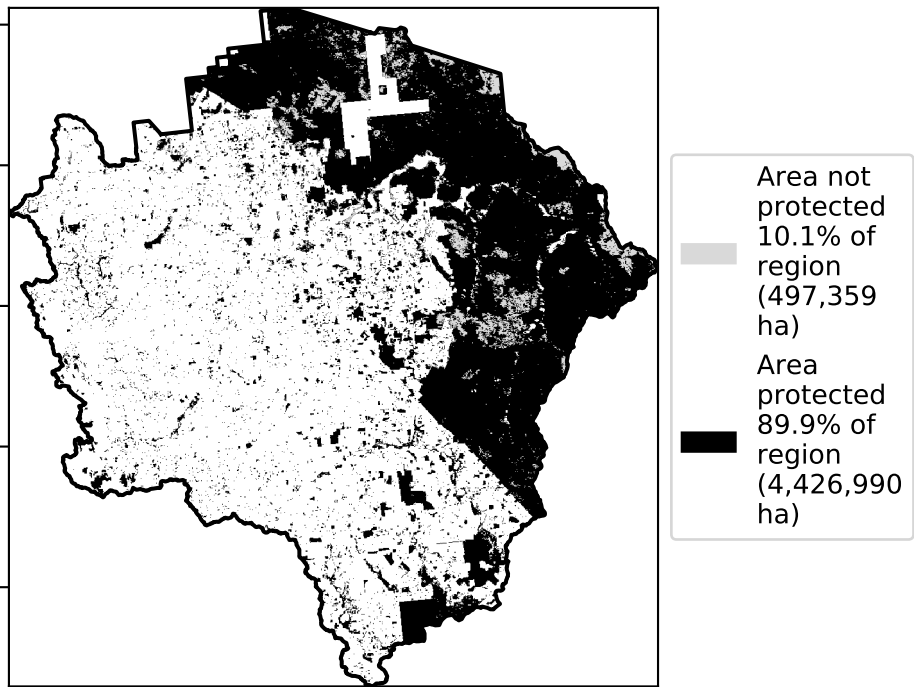 Area not
protected
10.1% of
region
(497,359
ha)
Area
protected
89.9% of
region
(4,426,990
ha)